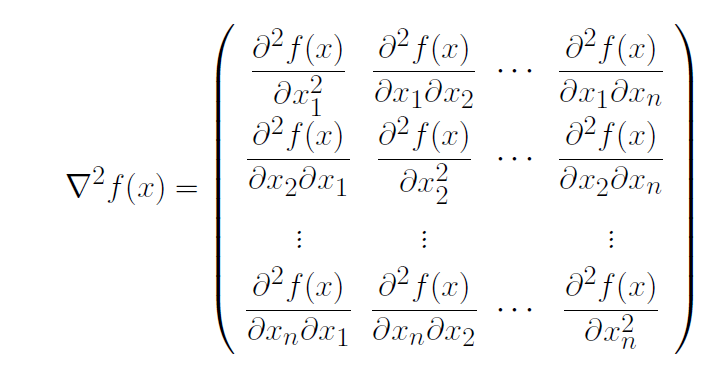 ∇²f(x) = ( ∂²f(x)/∂x₁² ∂²f(x)/∂x₁∂x₂ ⋯ ∂²f(x)/∂x₁∂xₙ
∂²f(x)/∂x₂∂x₁ ∂²f(x)/∂x₂² ⋯ ∂²f(x)/∂x₂∂xₙ
⋮ ⋮ ⋮
∂²f(x)/∂xₙ∂x₁ ∂²f(x)/∂xₙ∂x₂ ⋯ ∂²f(x)/∂xₙ² )